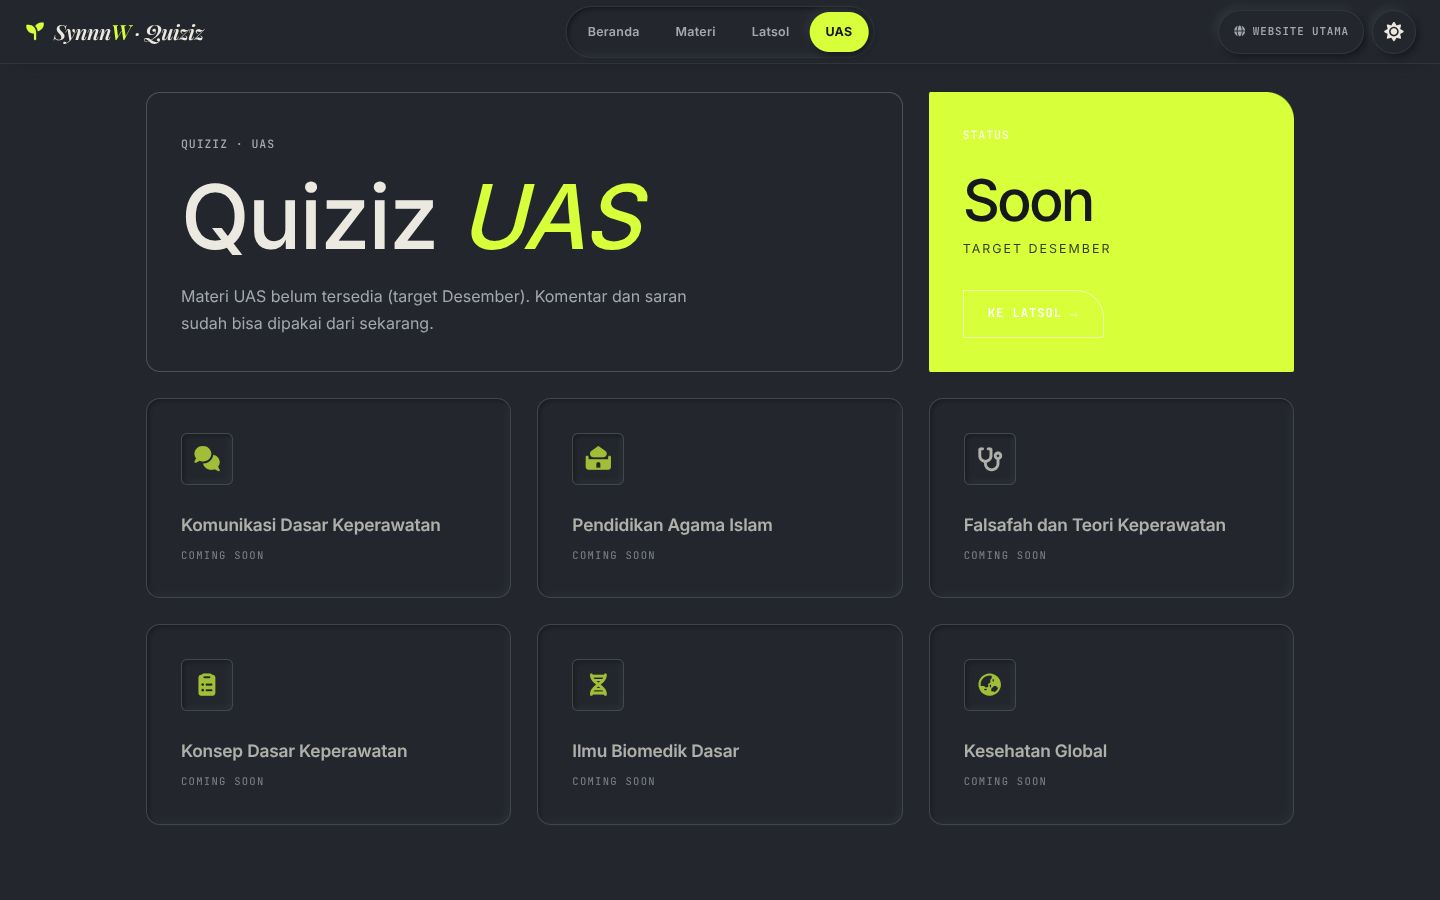 SynnnW · Quiziz
Beranda
Materi
Latsol
UAS
WEBSITE UTAMA
QUIZIZ · UAS
Quiziz UAS
Materi UAS belum tersedia (target Desember). Komentar dan saran
sudah bisa dipakai dari sekarang.
STATUS
Soon
TARGET DESEMBER
KE LATSOL →
Komunikasi Dasar Keperawatan
COMING SOON
Pendidikan Agama Islam
COMING SOON
Falsafah dan Teori Keperawatan
COMING SOON
Konsep Dasar Keperawatan
COMING SOON
Ilmu Biomedik Dasar
COMING SOON
Kesehatan Global
COMING SOON